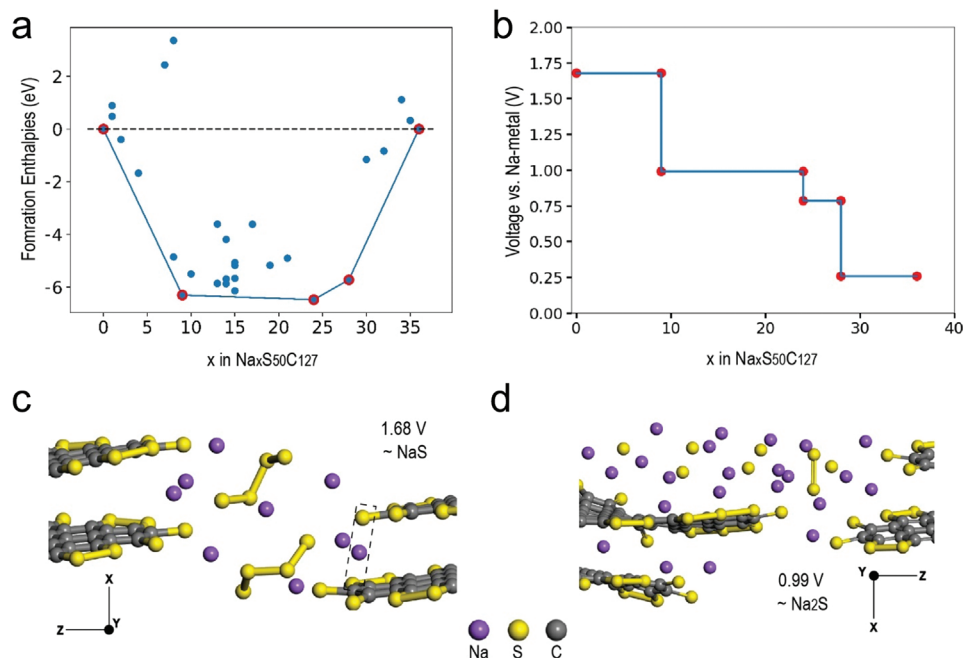 a
Fomration Enthalpies (eV)
2
0
-2
-4
-6
0 5 10 15 20 25 30 35
x in NaxS50C127
b
Voltage vs. Na-metal (V)
2.00
1.75
1.50
1.25
1.00
0.75
0.50
0.25
0.00
0 10 20 30 40
x in NaxS50C127
c
1.68 V
~ NaS
X
Z Y
d
0.99 V
~ Na2S
Y Z
X
Na S C